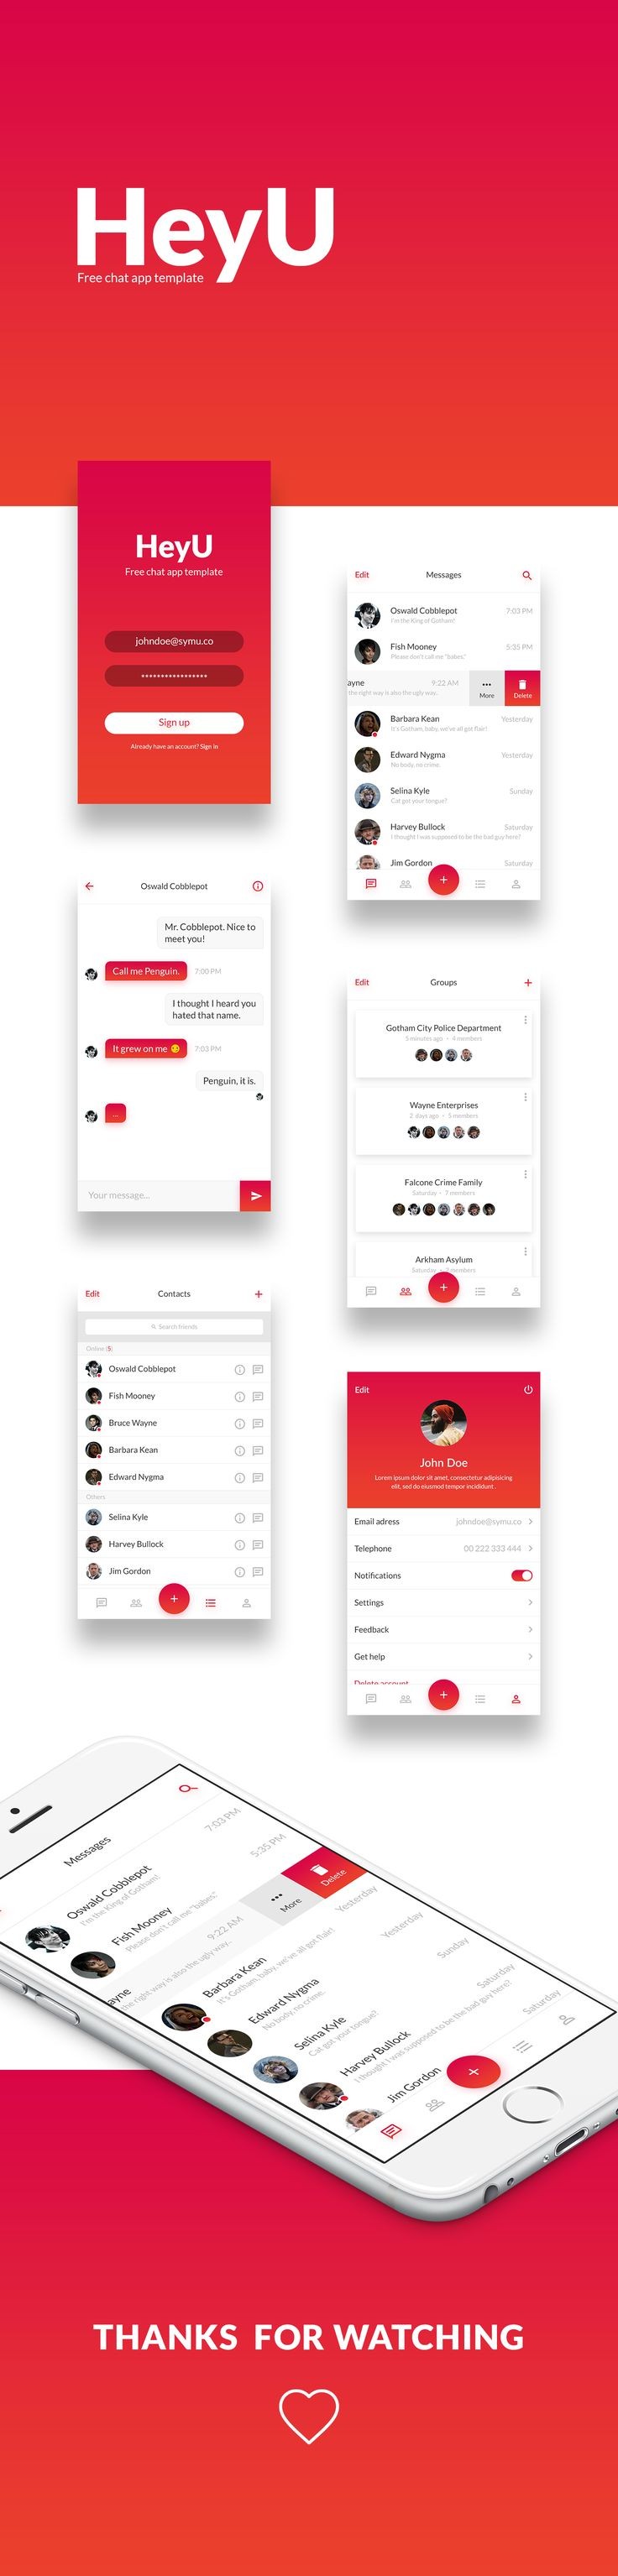 HeyU
Free chat app template
HeyU
Free chat app template
johndoe@symu.co
*****************
Sign up
Already have an account? Sign in
Edit
Messages
Oswald Cobblepot
7:03 PM
I'm the King of Gotham!
Fish Mooney
5:35 PM
Please don't call me "babes."
ayne
9:22 AM
the right way is also the ugly way.
More
Delete
Barbara Kean
Yesterday
It's Gotham, baby, we've all got flair!
Edward Nygma
Yesterday
No body, no crime.
Selina Kyle
Sunday
Cat got your tongue?
Harvey Bullock
Saturday
I thought I was supposed to be the bad guy here?
Jim Gordon
Saturday
Oswald Cobblepot
Mr. Cobblepot. Nice to
meet you!
Call me Penguin.
7:00 PM
I thought I heard you
hated that name.
It grew on me 😏
7:03 PM
Penguin, it is.
...
Your message...
Edit
Groups
Gotham City Police Department
5 minutes ago • 4 members
Wayne Enterprises
2 days ago • 5 members
Falcone Crime Family
Saturday • 7 members
Arkham Asylum
Saturday • members
Edit
Contacts
Search friends
Online (5)
Oswald Cobblepot
Fish Mooney
Bruce Wayne
Barbara Kean
Edward Nygma
Others
Selina Kyle
Harvey Bullock
Jim Gordon
Edit
John Doe
Lorem ipsum dolor sit amet, consectetur adipisicing
elit, sed do eiusmod tempor incididunt .
Email adress
johndoe@symu.co
Telephone
00 222 333 444
Notifications
Settings
Feedback
Get help
Delete account
Messages
Oswald Cobblepot
7:03 PM
I'm the King of Gotham!
Fish Mooney
5:35 PM
Please don't call me "babes."
ayne
9:22 AM
the right way is also the ugly way.
More
Delete
Barbara Kean
Yesterday
It's Gotham, baby, we've all got flair!
Edward Nygma
Yesterday
No body, no crime.
Selina Kyle
Sunday
Cat got your tongue?
Harvey Bullock
Saturday
I thought I was supposed to be the bad guy here?
Jim Gordon
Saturday
THANKS FOR WATCHING